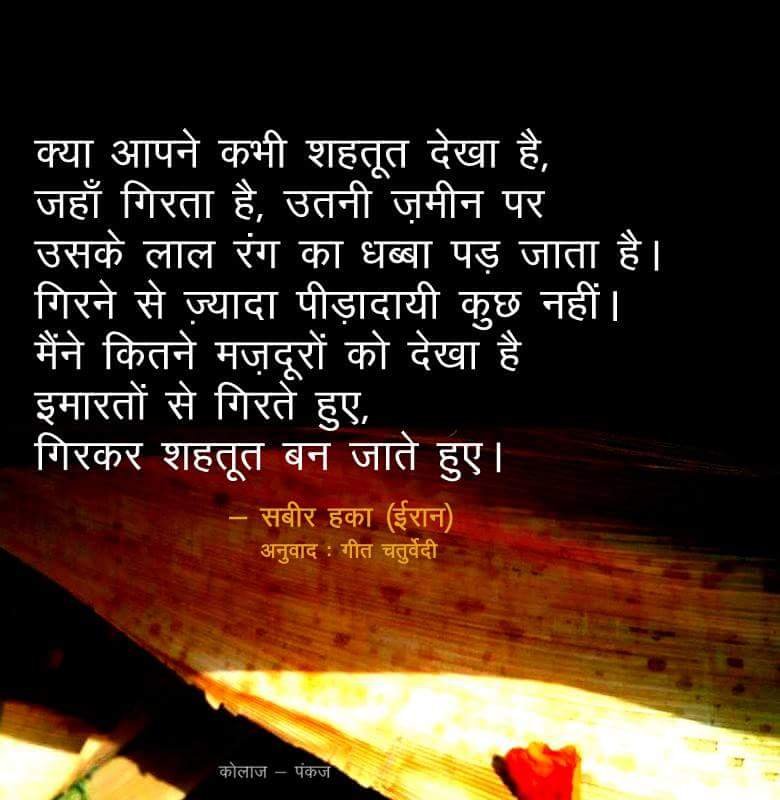 क्या आपने कभी शहतूत देखा है,
जहाँ गिरता है, उतनी ज़मीन पर
उसके लाल रंग का धब्बा पड़ जाता है।
गिरने से ज़्यादा पीड़ादायी कुछ नहीं।
मैंने कितने मज़दूरों को देखा है
इमारतों से गिरते हुए,
गिरकर शहतूत बन जाते हुए।
– सबीर हका (ईरान)
अनुवाद : गीत चतुर्वेदी
कोलाज – पंकज